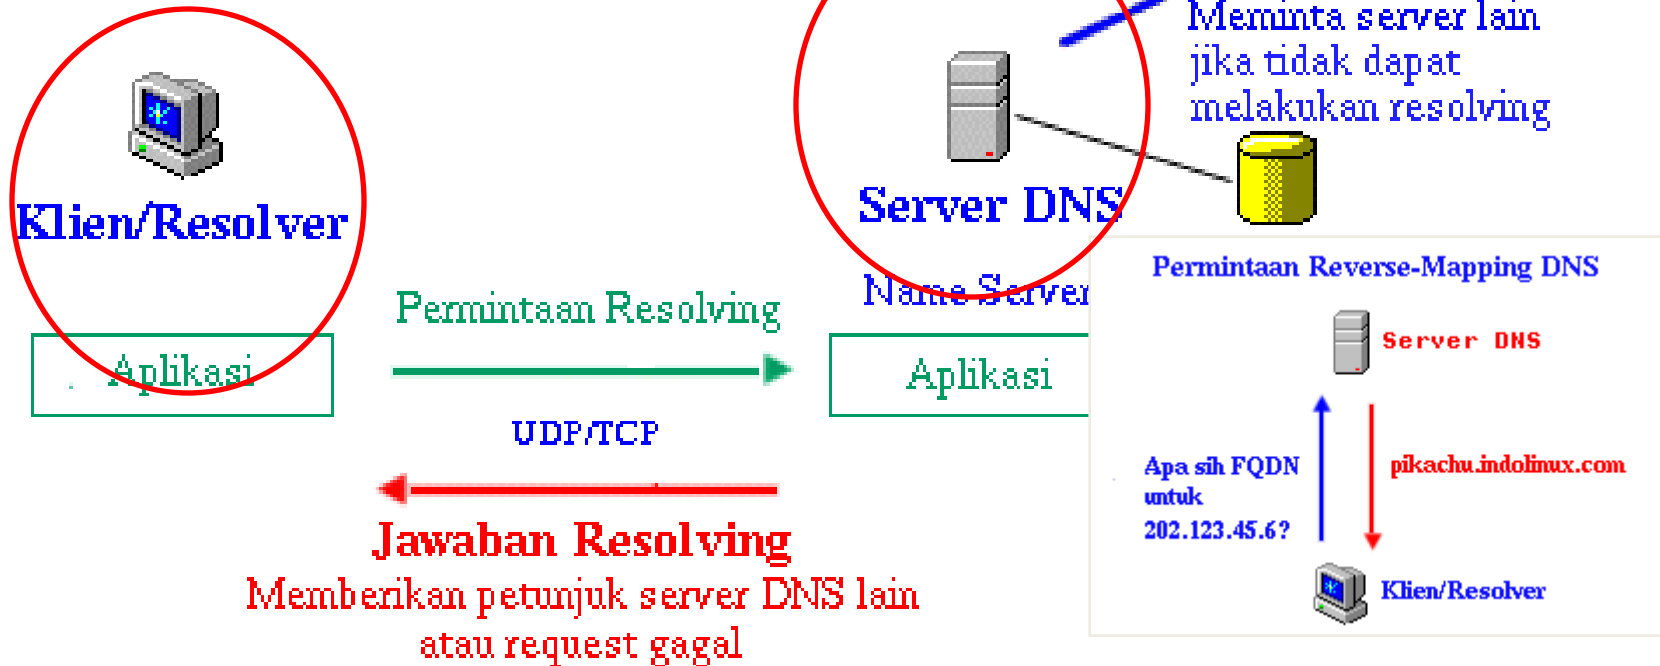 Meminta server lain
jika tidak dapat
melakukan resolving
Klien/Resolver
Server DNS
Name Server
Permintaan Resolving
Aplikasi
Aplikasi
UDP/TCP
Jawaban Resolving
Memberikan petunjuk server DNS lain
atau request gagal
Permintaan Reverse-Mapping DNS
Server DNS
Apa sih FQDN
untuk
202.123.45.6?
pikachu.indolinux.com
Klien/Resolver